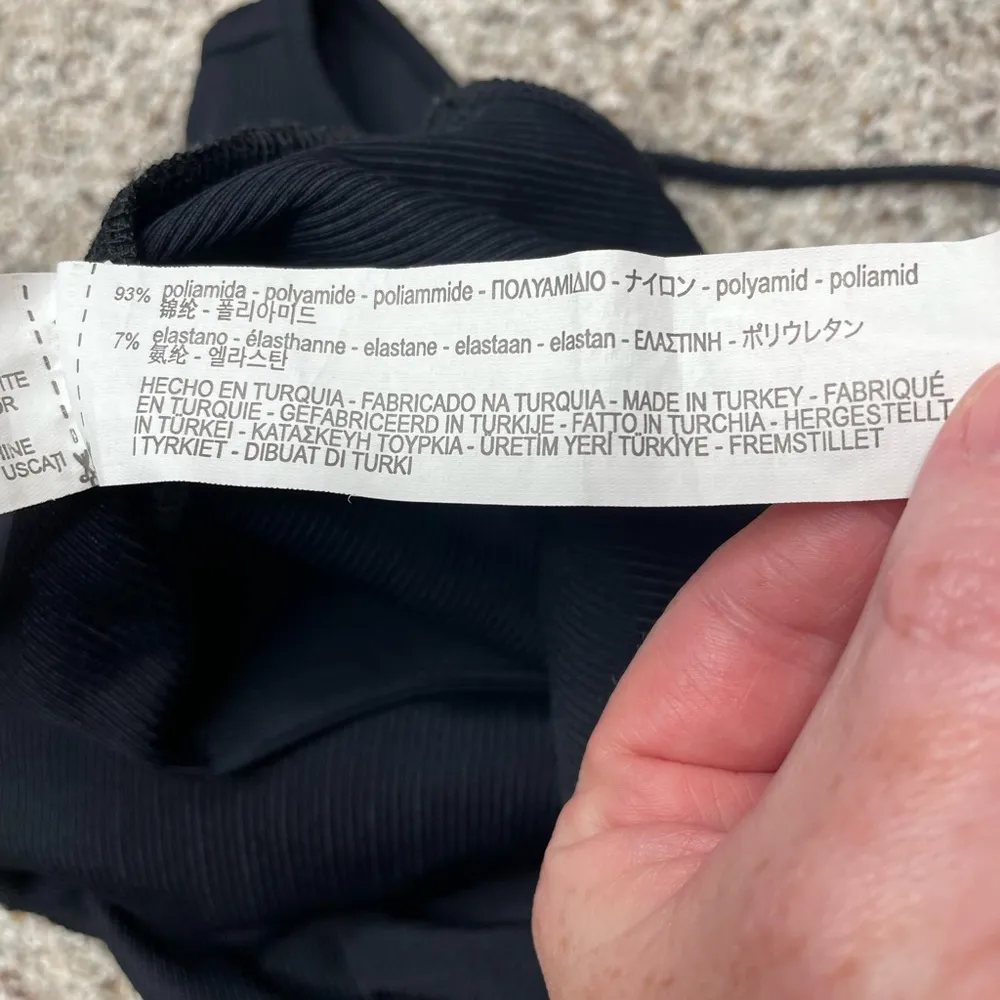 93% poliamida - polyamide - poliammide - ΠΟΛΥΑΜΙΔΙΟ - ナイロン - polyamid - poliamid
锦纶 - 폴리아미드
7% elastano - élasthanne - elastane - elastaan - elastan - ΕΛΑΣΤΙΝΗ - ポリウレタン
氨纶 - 엘라스탄
HECHO EN TURQUIA - FABRICADO NA TURQUIA - MADE IN TURKEY - FABRIQUÉ
EN TURQUIE - GEFABRICEERD IN TURKIJE - FATTO IN TURCHIA - HERGESTELLT
IN TÜRKEI - ΚΑΤΑΣΚΕΥΗ ΤΟΥΡΚΙΑ - ÜRETİM YERİ TÜRKİYE - FREMSTILLET
I TYRKIET - DIBUAT DI TURKI
USCAȚI